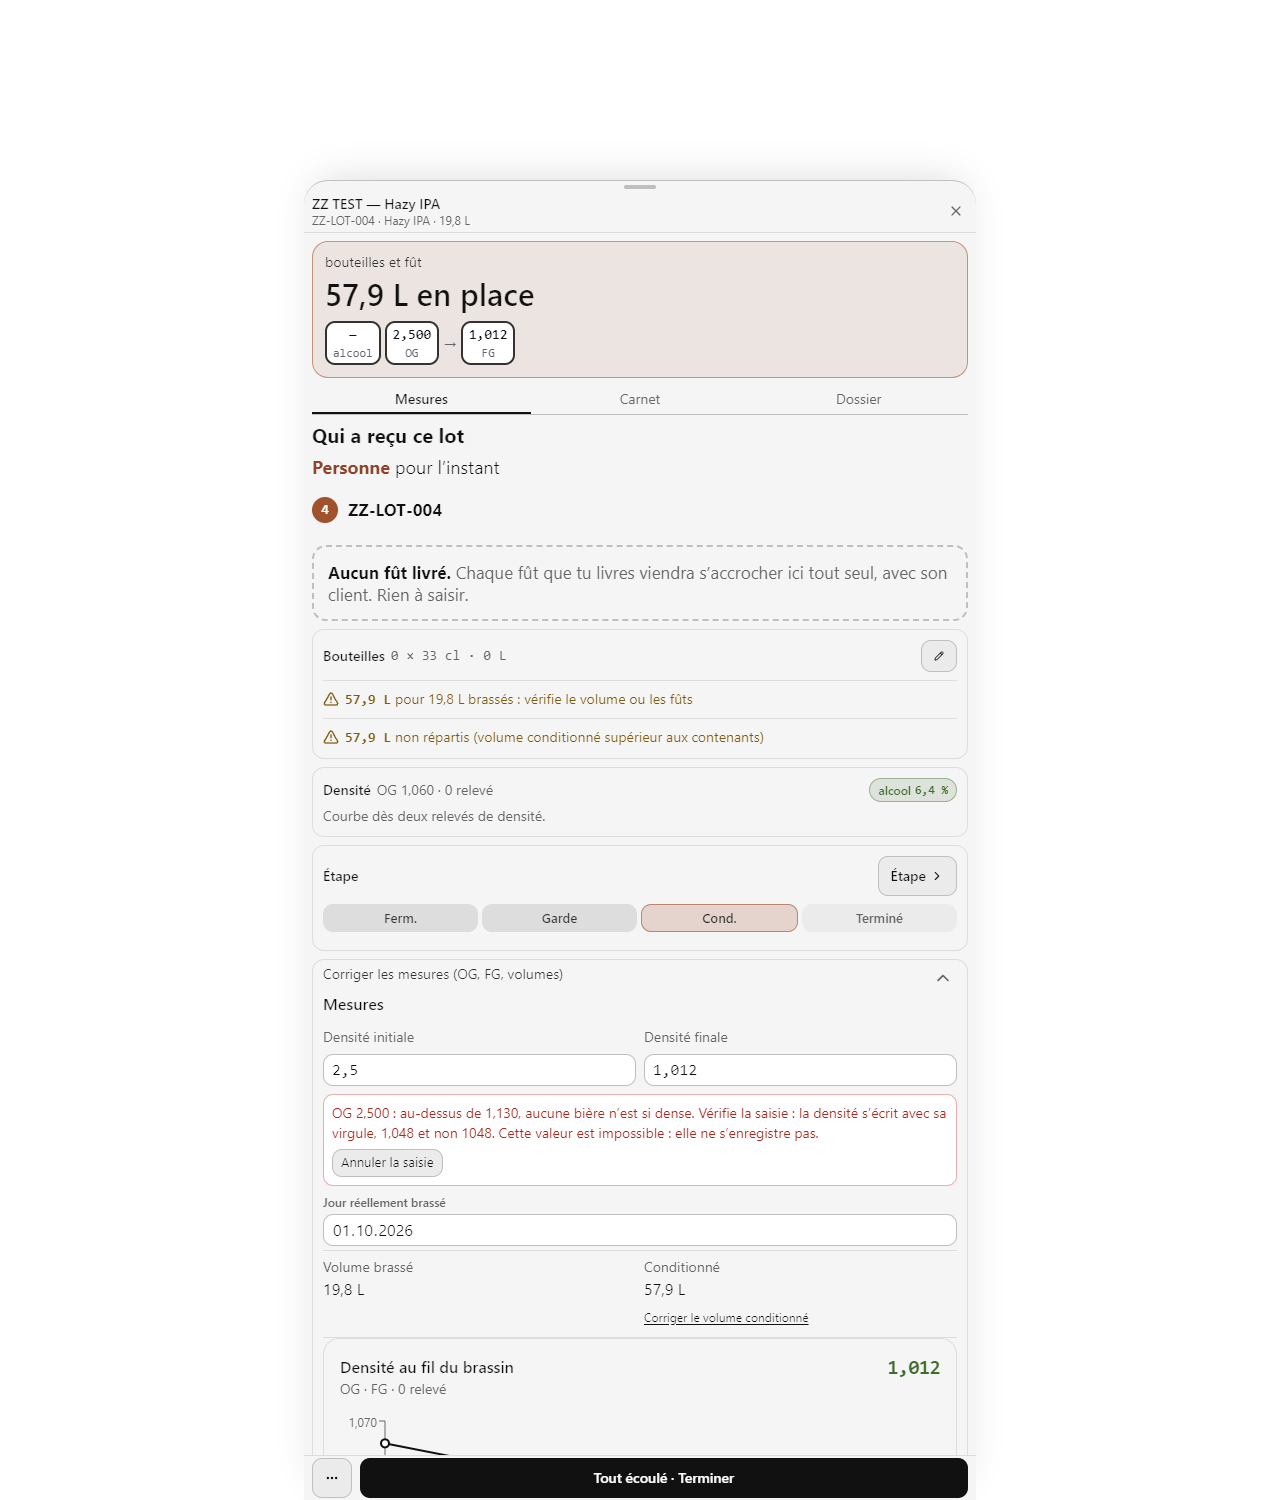 ZZ TEST — Hazy IPA
ZZ-LOT-004 · Hazy IPA · 19,8 L
bouteilles et fût
57,9 L en place
— 2,500 → 1,012
alcool OG FG
Mesures Carnet Dossier
Qui a reçu ce lot
Personne pour l’instant
4 ZZ-LOT-004
Aucun fût livré. Chaque fût que tu livres viendra s’accrocher ici tout seul, avec son
client. Rien à saisir.
Bouteilles 0 × 33 cl · 0 L
57,9 L pour 19,8 L brassés : vérifie le volume ou les fûts
57,9 L non répartis (volume conditionné supérieur aux contenants)
Densité OG 1,060 · 0 relevé alcool 6,4 %
Courbe dès deux relevés de densité.
Étape Étape
Ferm. Garde Cond. Terminé
Corriger les mesures (OG, FG, volumes)
Mesures
Densité initiale Densité finale
2,5 1,012
OG 2,500 : au-dessus de 1,130, aucune bière n’est si dense. Vérifie la saisie : la densité s’écrit avec sa
virgule, 1,048 et non 1048. Cette valeur est impossible : elle ne s’enregistre pas.
Annuler la saisie
Jour réellement brassé
01.10.2026
Volume brassé Conditionné
19,8 L 57,9 L
Corriger le volume conditionné
Densité au fil du brassin 1,012
OG · FG · 0 relevé
1,070
Tout écoulé · Terminer